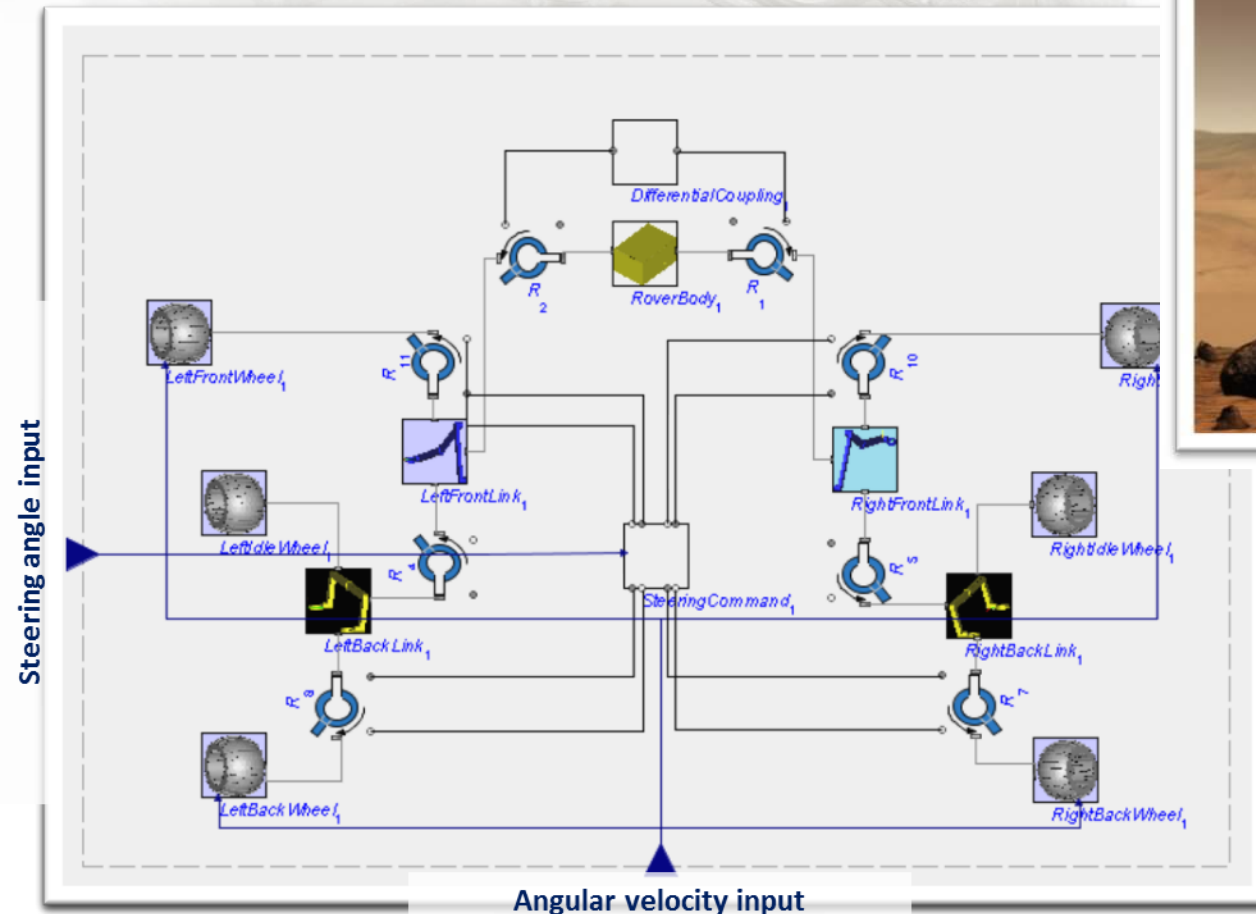 DifferentialCoupling1
R2
RoverBody1
R1
LeftFrontWheel1
R11
R10
Righ
LeftFrontLink1
RightFrontLink1
LeftIdleWheel1
R4
R5
RightIdleWheel1
SteeringCommand1
LeftBackLink1
RightBackLink1
R8
R7
LeftBackWheel1
RightBackWheel1
Steering angle input
Angular velocity input